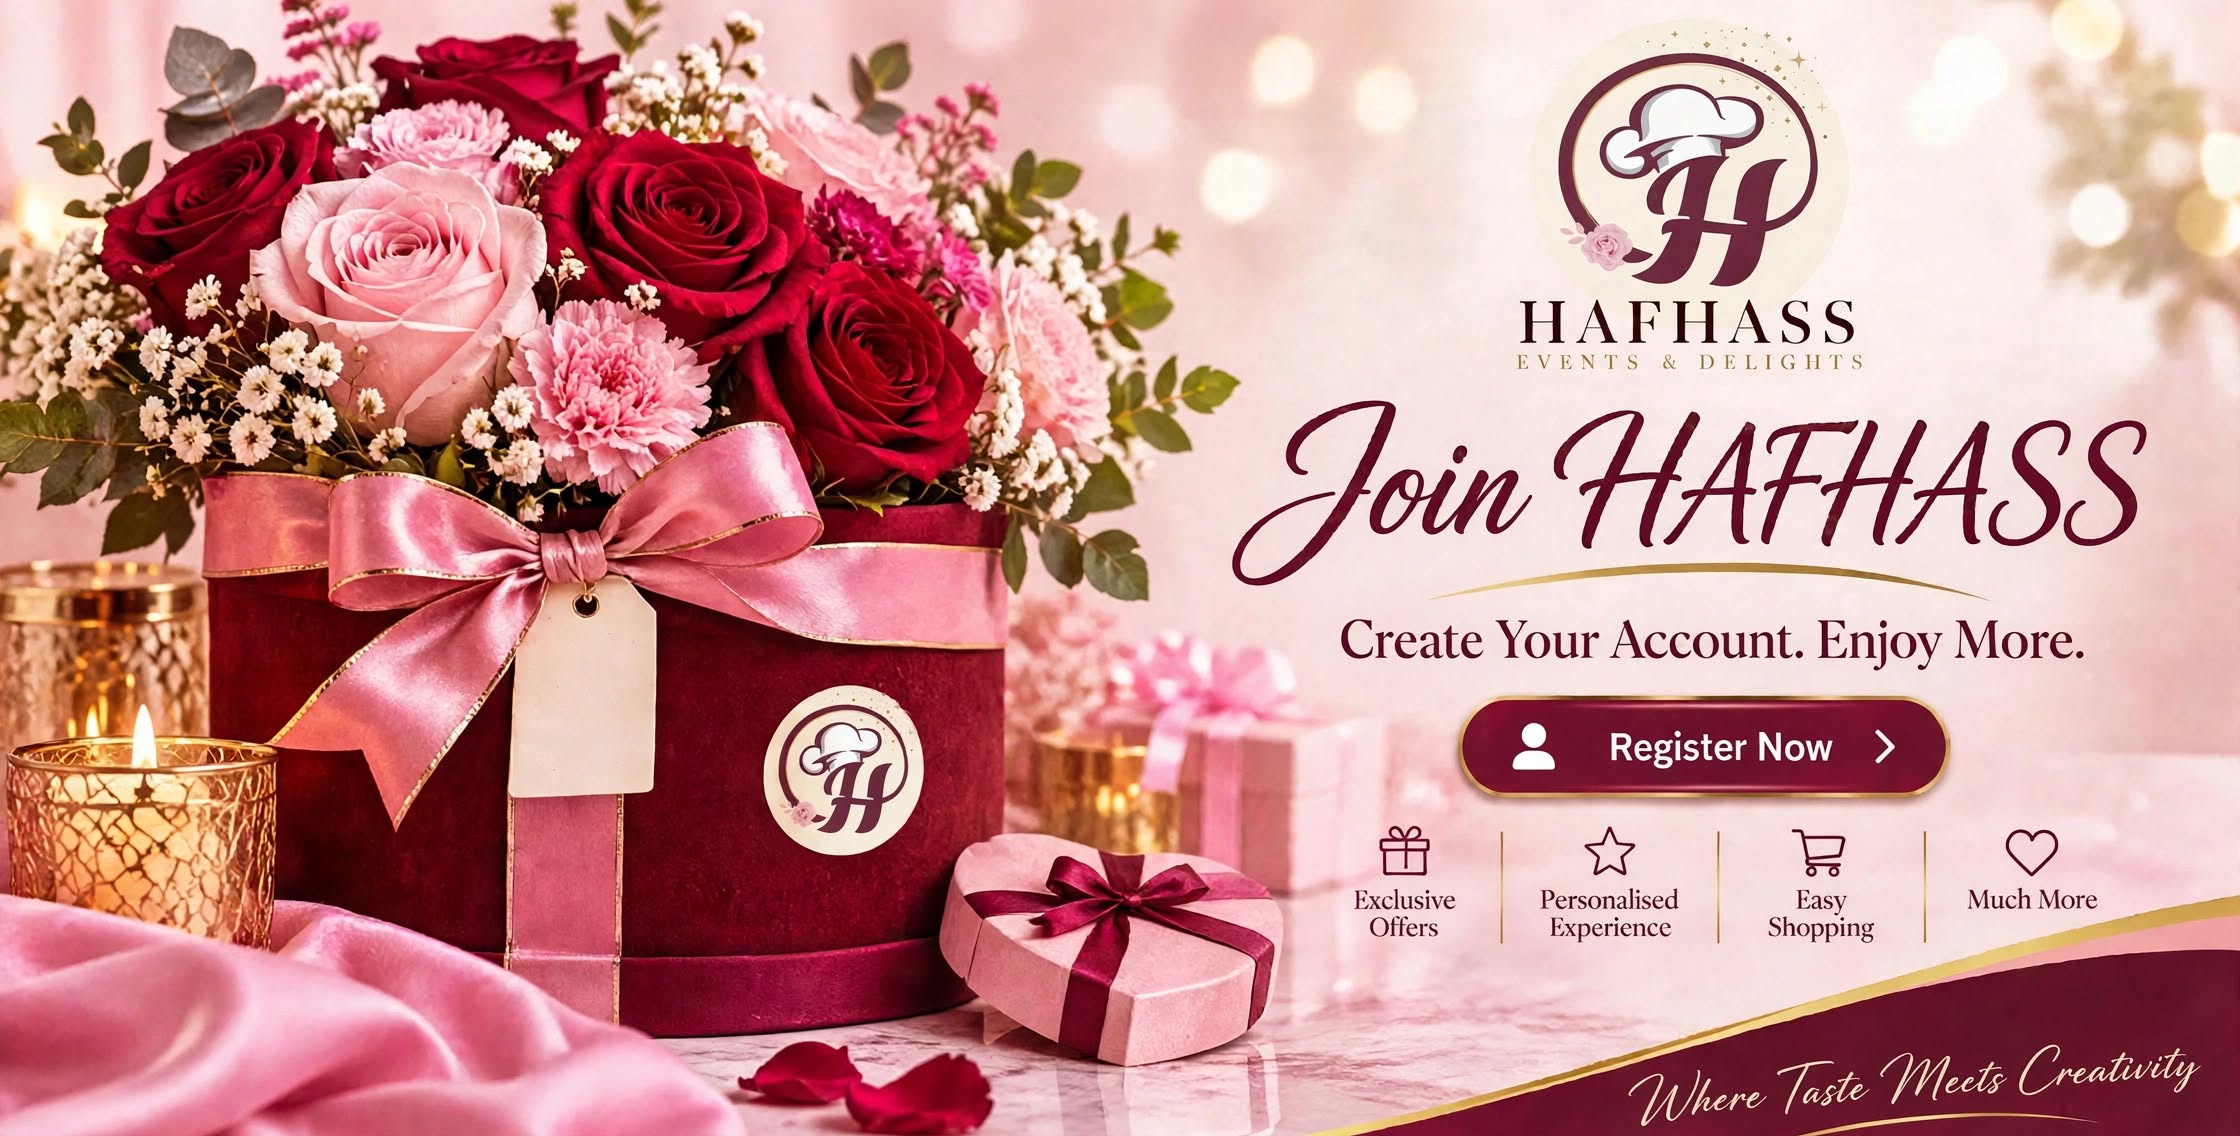 H
HAFHASS
EVENTS & DELIGHTS
Join HAFHASS
Create Your Account. Enjoy More.
Register Now
Exclusive
Offers
Personalised
Experience
Easy
Shopping
Much More
H
Where Taste Meets Creativity